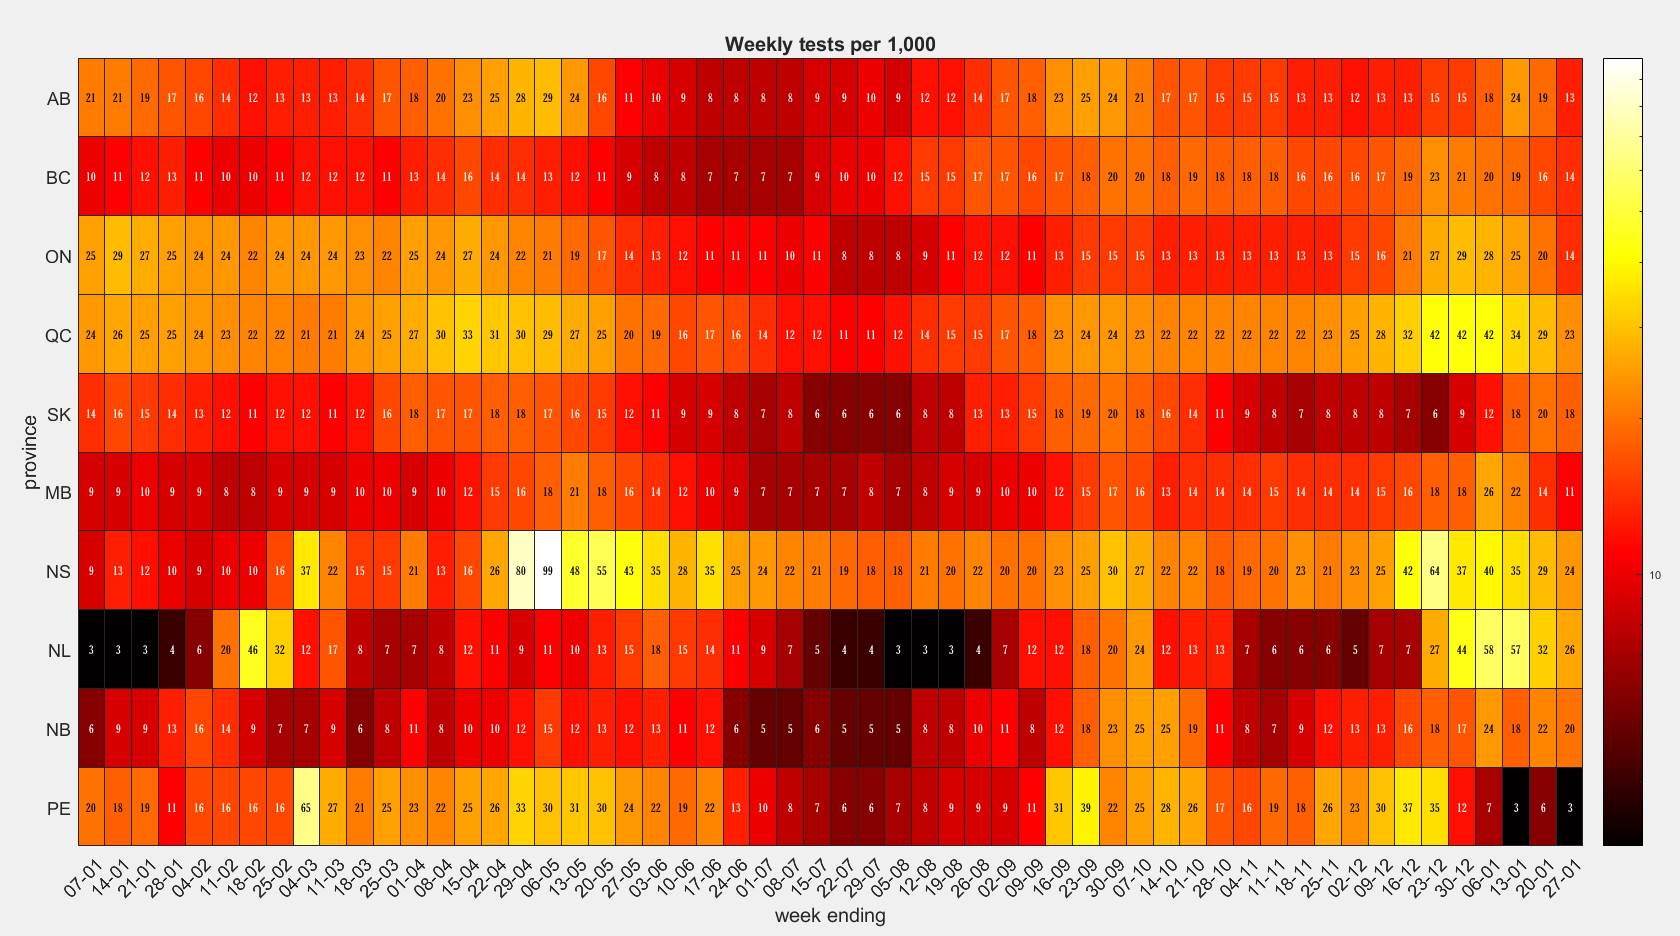 Weekly tests per 1,000
AB 21 21 19 17 16 14 12 13 13 13 14 17 18 20 23 25 28 29 24 16 11 10 9 8 8 8 8 9 9 10 9 12 12 14 17 18 23 25 24 21 17 17 15 15 15 13 13 12 13 13 15 15 18 24 19 13
BC 10 11 12 13 11 10 10 11 12 12 12 11 13 14 16 14 14 13 12 11 9 8 8 7 7 7 7 9 10 10 12 15 15 17 17 16 17 18 20 20 18 19 18 18 18 16 16 16 17 19 23 21 20 19 16 14
ON 25 29 27 25 24 24 22 24 24 24 23 22 25 24 27 24 22 21 19 17 14 13 12 11 11 11 10 11 8 8 8 9 11 12 12 11 13 15 15 15 13 13 13 13 13 13 13 15 16 21 27 29 28 25 20 14
QC 24 26 25 25 24 23 22 22 21 21 24 25 27 30 33 31 30 29 27 25 20 19 16 17 16 14 12 12 11 11 12 14 15 15 17 18 23 24 24 23 22 22 22 22 22 22 23 25 28 32 42 42 42 34 29 23
SK 14 16 15 14 13 12 11 12 12 11 12 16 18 17 17 18 18 17 16 15 12 11 9 9 8 7 8 6 6 6 6 8 8 13 13 15 18 19 20 18 16 14 11 9 8 7 8 8 8 7 6 9 12 18 20 18
MB 9 9 10 9 9 8 8 9 9 9 10 10 9 10 12 15 16 18 21 18 16 14 12 10 9 7 7 7 7 8 7 8 9 9 10 10 12 15 17 16 13 14 14 14 15 14 14 14 15 16 18 18 26 22 14 11
NS 9 13 12 10 9 10 10 16 37 22 15 15 21 13 16 26 80 99 48 55 43 35 28 35 25 24 22 21 19 18 18 21 20 22 20 20 23 25 30 27 22 22 18 19 20 23 21 23 25 42 64 37 40 35 29 24
NL 3 3 3 4 6 20 46 32 12 17 8 7 7 8 12 11 9 11 10 13 15 18 15 14 11 9 7 5 4 4 3 3 3 4 7 12 12 18 20 24 12 13 13 7 6 6 6 5 7 7 27 44 58 57 32 26
NB 6 9 9 13 16 14 9 7 7 9 6 8 11 8 10 10 12 15 12 13 12 13 11 12 6 5 5 6 5 5 5 8 8 10 11 8 12 18 23 25 25 19 11 8 7 9 12 13 13 16 18 17 24 18 22 20
PE 20 18 19 11 16 16 16 16 65 27 21 25 23 22 25 26 33 30 31 30 24 22 19 22 13 10 8 7 6 6 7 8 9 9 9 11 31 39 22 25 28 26 17 16 19 18 26 23 30 37 35 12 7 3 6 3
province
07-01 14-01 21-01 28-01 04-02 11-02 18-02 25-02 04-03 11-03 18-03 25-03 01-04 08-04 15-04 22-04 29-04 06-05 13-05 20-05 27-05 03-06 10-06 17-06 24-06 01-07 08-07 15-07 22-07 29-07 05-08 12-08 19-08 26-08 02-09 09-09 16-09 23-09 30-09 07-10 14-10 21-10 28-10 04-11 11-11 18-11 25-11 02-12 09-12 16-12 23-12 30-12 06-01 13-01 20-01 27-01
week ending
10